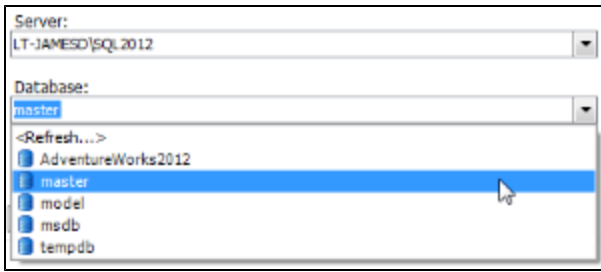 Server:
LT-JAMESD\SQL2012
Database:
master
<Refresh...>
AdventureWorks2012
master
model
msdb
tempdb